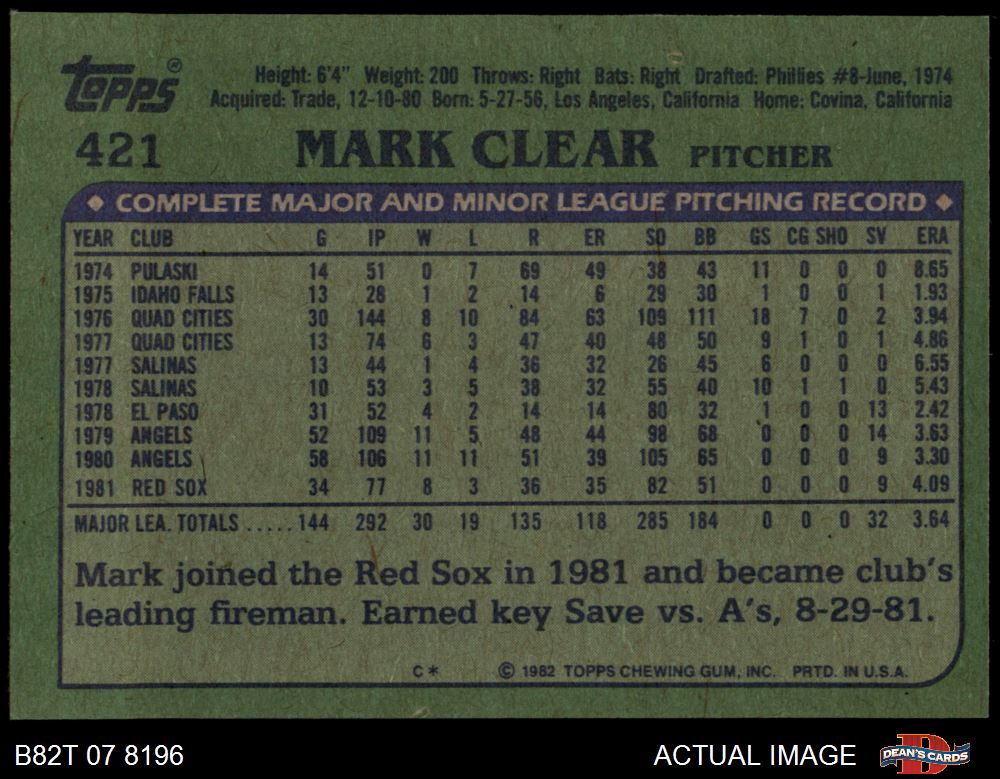 Topps®
Height: 6'4" Weight: 200 Throws: Right Bats: Right Drafted: Phillies #8-June, 1974
Acquired: Trade, 12-10-80 Born: 5-27-56, Los Angeles, California Home: Covina, California
421 MARK CLEAR PITCHER
◆ COMPLETE MAJOR AND MINOR LEAGUE PITCHING RECORD ◆
YEAR CLUB G IP W L R ER SO BB GS CG SHO SV ERA
1974 PULASKI 14 51 0 7 69 49 38 43 11 0 0 0 8.65
1975 IDAHO FALLS 13 28 1 2 14 6 29 30 1 0 0 1 1.93
1976 QUAD CITIES 30 144 8 10 84 63 109 111 18 7 0 2 3.94
1977 QUAD CITIES 13 74 6 3 47 40 48 50 9 1 0 1 4.86
1977 SALINAS 13 44 1 4 36 32 26 45 6 0 0 0 6.55
1978 SALINAS 10 53 3 5 38 32 55 40 10 1 1 0 5.43
1978 EL PASO 31 52 4 2 14 14 80 32 1 0 0 13 2.42
1979 ANGELS 52 109 11 5 48 44 98 68 0 0 0 14 3.63
1980 ANGELS 58 106 11 11 51 39 105 65 0 0 0 9 3.30
1981 RED SOX 34 77 8 3 36 35 82 51 0 0 0 9 4.09
MAJOR LEA. TOTALS ..... 144 292 30 19 135 118 285 184 0 0 0 32 3.64
Mark joined the Red Sox in 1981 and became club's
leading fireman. Earned key Save vs. A's, 8-29-81.
C* © 1982 TOPPS CHEWING GUM, INC. PRTD. IN U.S.A.
B82T 07 8196 ACTUAL IMAGE DEAN'S CARDS